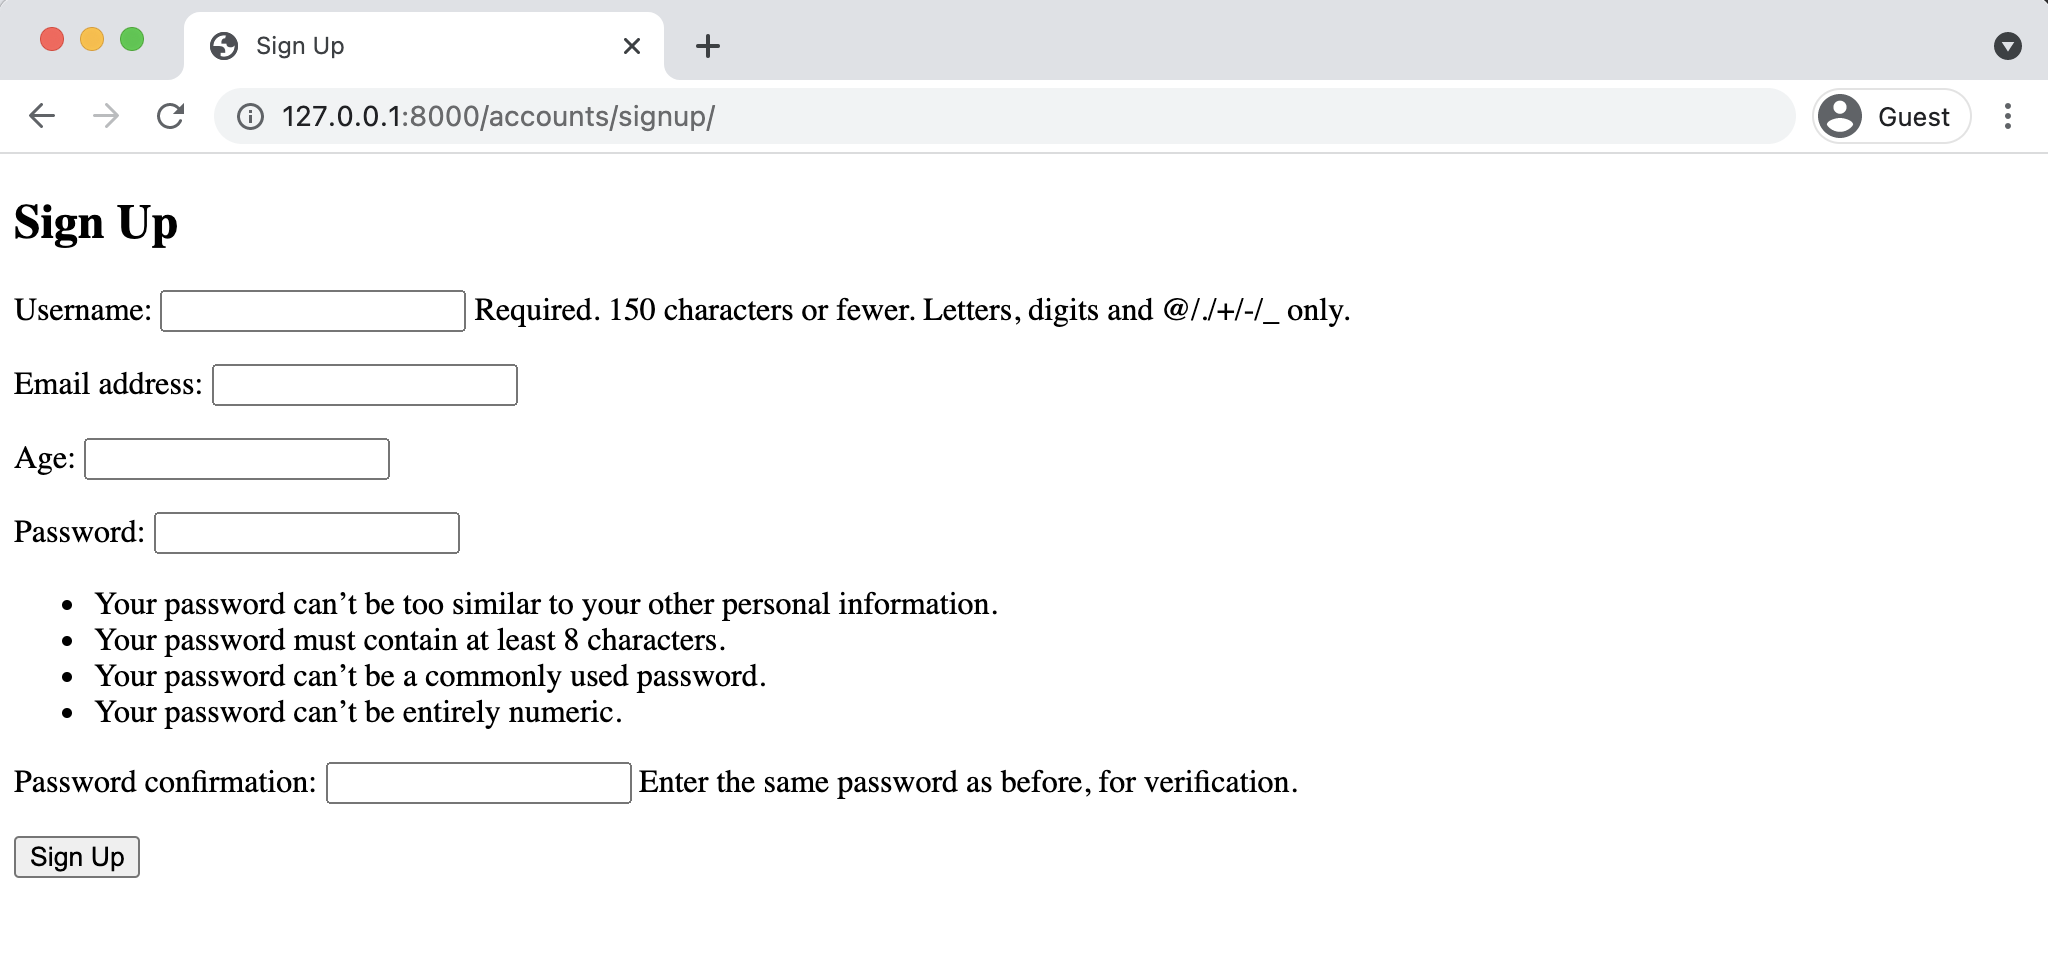 Sign Up
127.0.0.1:8000/accounts/signup/
Guest
Sign Up
Username: Required. 150 characters or fewer. Letters, digits and @/./+/-/_ only.
Email address:
Age:
Password:
• Your password can’t be too similar to your other personal information.
• Your password must contain at least 8 characters.
• Your password can’t be a commonly used password.
• Your password can’t be entirely numeric.
Password confirmation: Enter the same password as before, for verification.
Sign Up